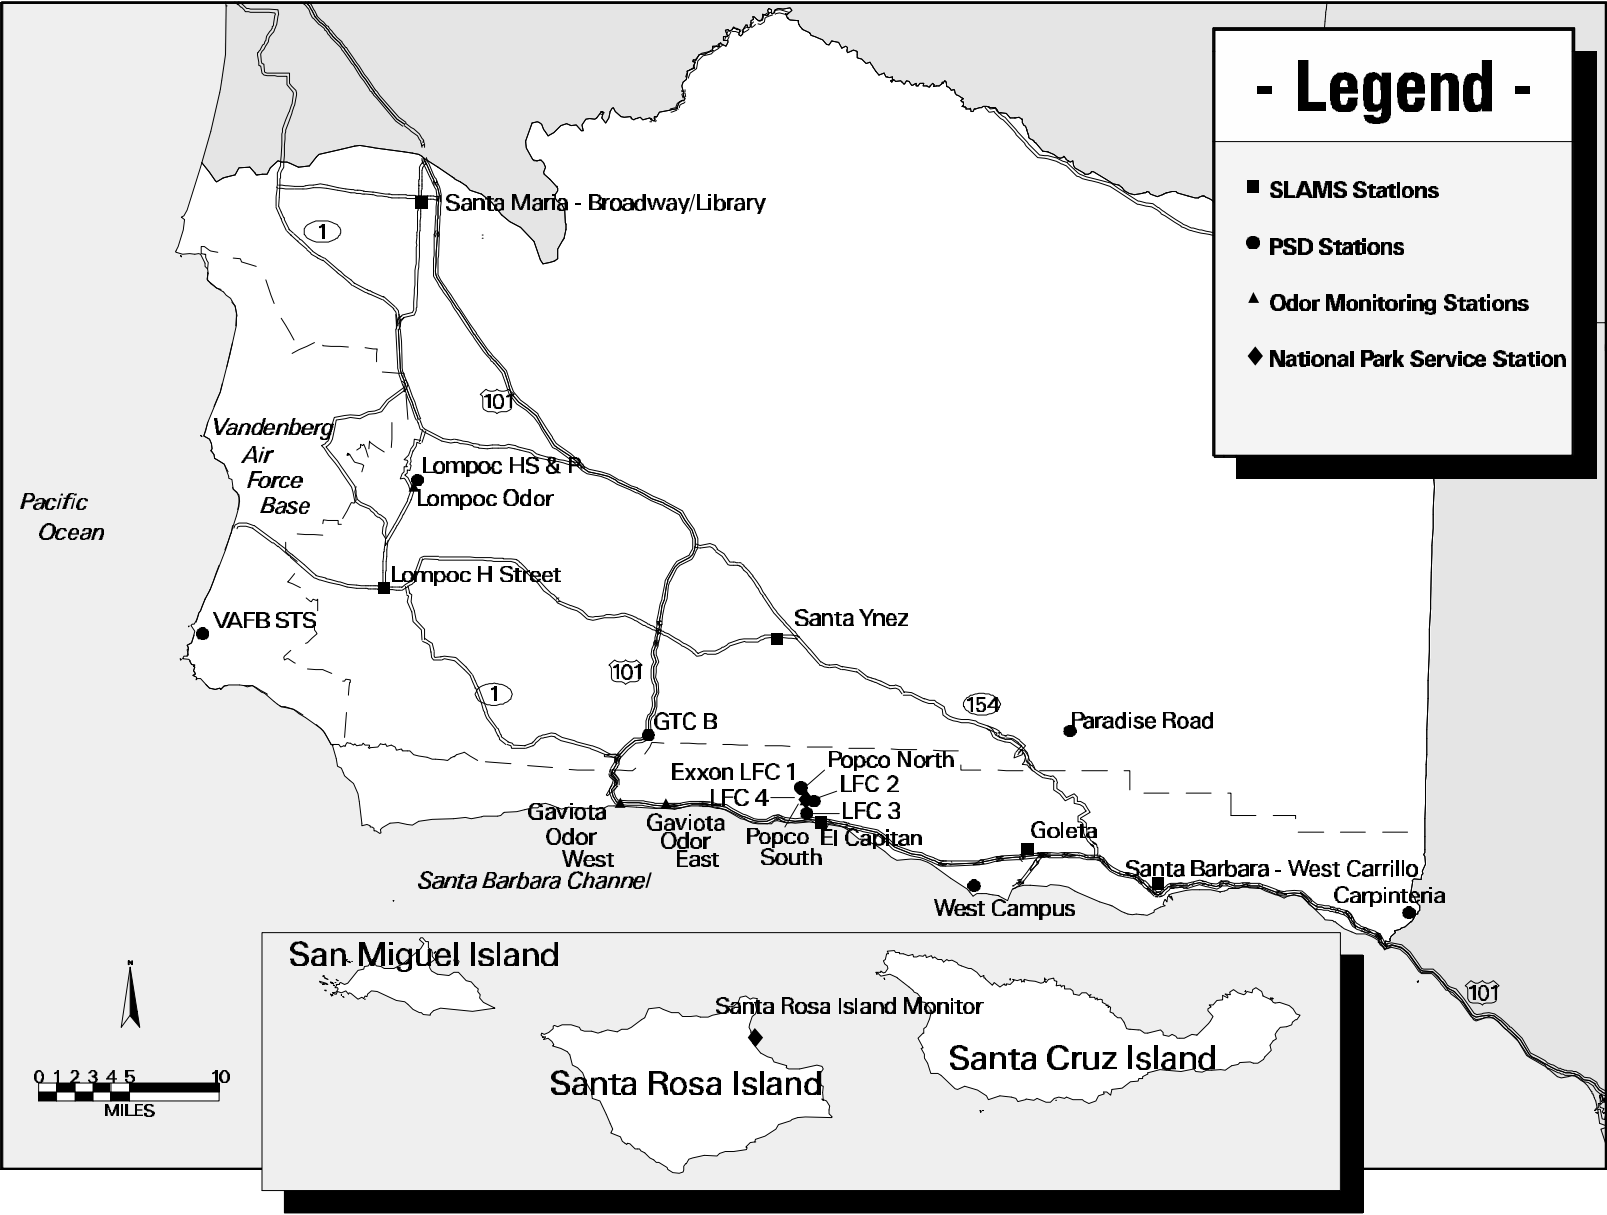 - Legend -
SLAMS Stations
PSD Stations
Odor Monitoring Stations
National Park Service Station
Santa Maria - Broadway/Library
1
101
Vandenberg
Air
Force
Base
Pacific
Ocean
Lompoc HS & P
Lompoc Odor
Lompoc H Street
VAFB STS
Santa Ynez
101
1
154
Paradise Road
GTC B
Popco North
Exxon LFC 1
LFC 2
LFC 4
LFC 3
Gaviota
Odor
West
Gaviota
Odor
East
Popco
South
El Capitan
Goleta
Santa Barbara Channel
Santa Barbara - West Carrillo
Carpinteria
West Campus
San Miguel Island
101
Santa Rosa Island Monitor
Santa Cruz Island
Santa Rosa Island
N
0 1 2 3 4 5 10
MILES